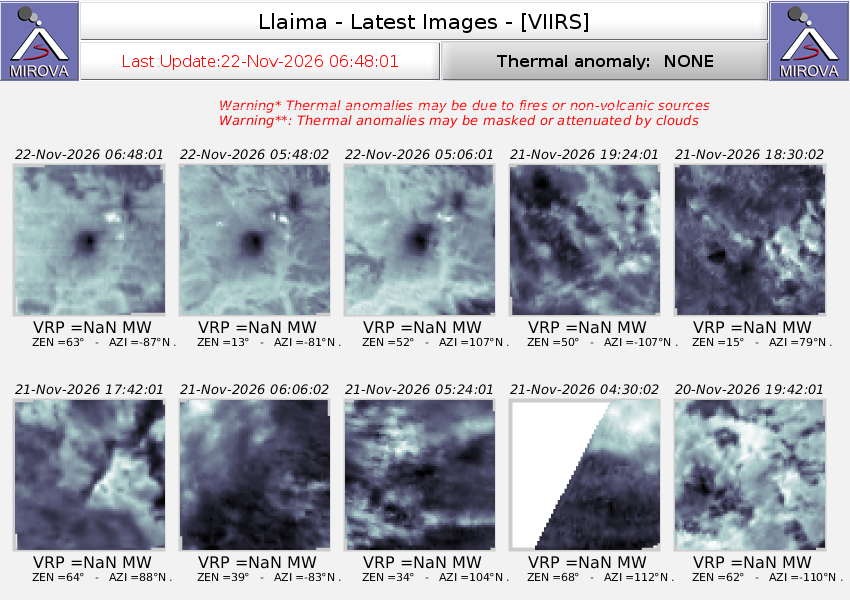 Llaima - Latest Images - [VIIRS]
MIROVA
Last Update:22-Nov-2026 06:48:01
Thermal anomaly: NONE
MIROVA
Warning* Thermal anomalies may be due to fires or non-volcanic sources
Warning**: Thermal anomalies may be masked or attenuated by clouds
22-Nov-2026 06:48:01
22-Nov-2026 05:48:02
22-Nov-2026 05:06:01
21-Nov-2026 19:24:01
21-Nov-2026 18:30:02
VRP =NaN MW
VRP =NaN MW
VRP =NaN MW
VRP =NaN MW
VRP =NaN MW
ZEN =63° - AZI =-87°N .
ZEN =13° - AZI =-81°N .
ZEN =52° - AZI =107°N .
ZEN =50° - AZI =-107°N .
ZEN =15° - AZI =79°N .
21-Nov-2026 17:42:01
21-Nov-2026 06:06:02
21-Nov-2026 05:24:01
21-Nov-2026 04:30:02
20-Nov-2026 19:42:01
VRP =NaN MW
VRP =NaN MW
VRP =NaN MW
VRP =NaN MW
VRP =NaN MW
ZEN =64° - AZI =88°N .
ZEN =39° - AZI =-83°N .
ZEN =34° - AZI =104°N .
ZEN =68° - AZI =112°N .
ZEN =62° - AZI =-110°N .